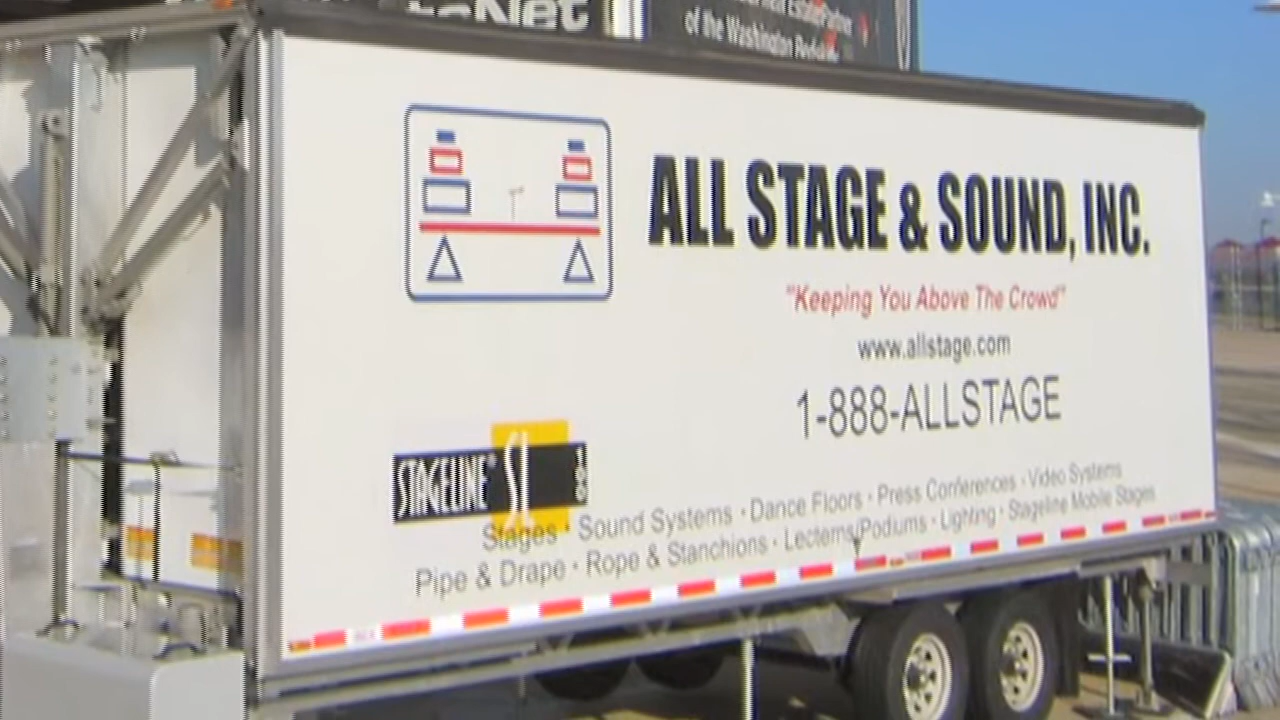 of the Washington
ALL STAGE & SOUND, INC.
"Keeping You Above The Crowd"
www.allstage.com
1-888-ALLSTAGE
STAGELINE® SL
Stages · Sound Systems · Dance Floors · Press Conferences · Video Systems
Pipe & Drape · Rope & Stanchions · Lecterns/Podiums · Lighting · Stageline Mobile Stages